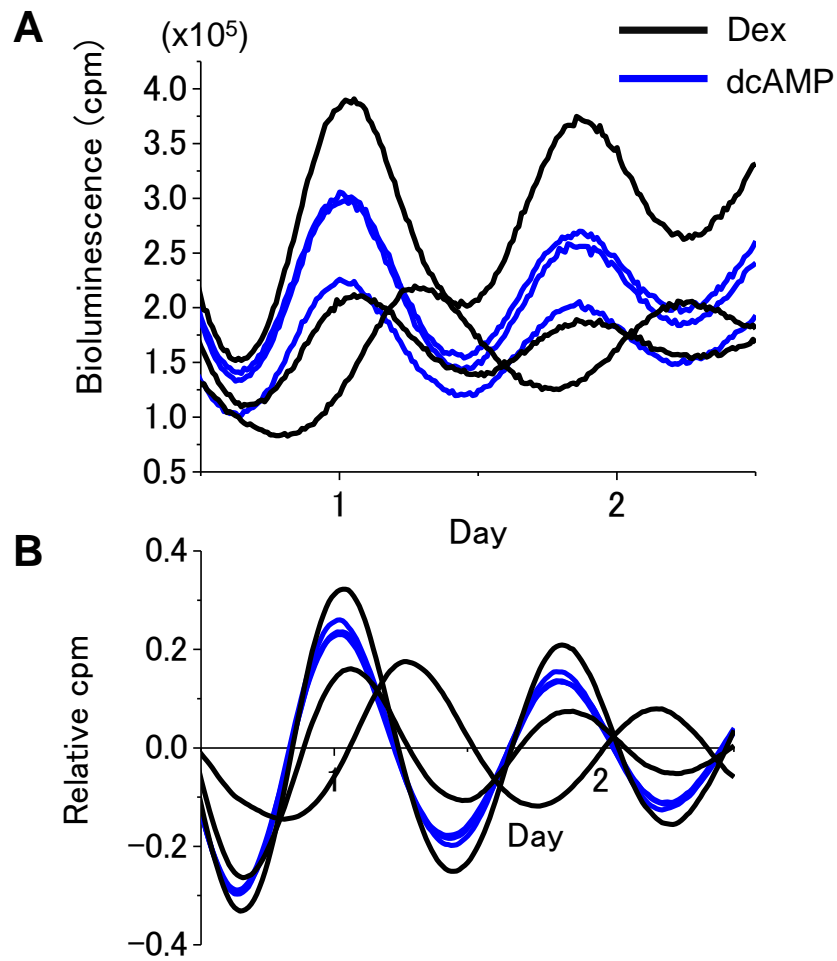 A
(x10⁵)
Dex
dcAMP
Bioluminescence (cpm)
4.0
3.5
3.0
2.5
2.0
1.5
1.0
0.5
1
2
Day
B
Relative cpm
0.4
0.2
0.0
−0.2
−0.4
1
2
Day